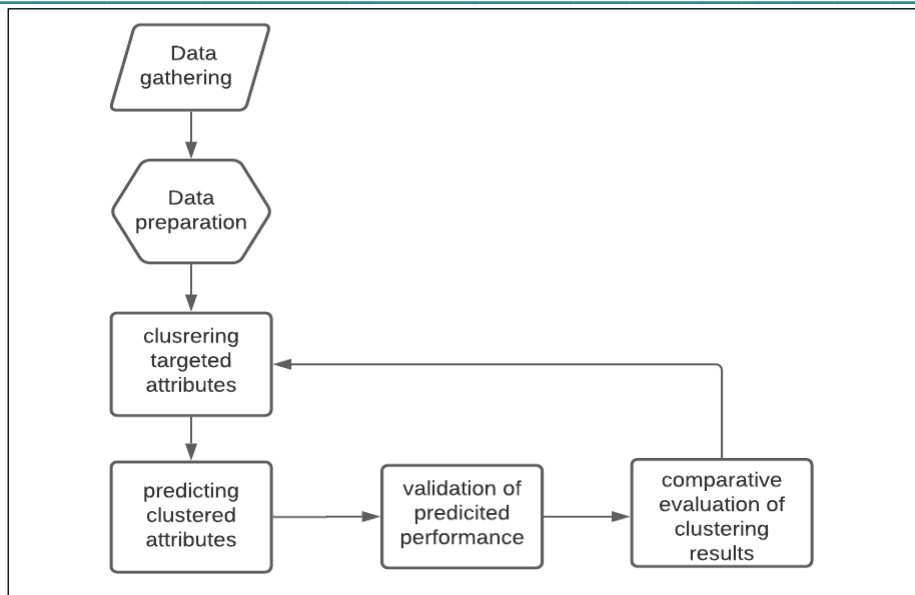 Data
gathering
Data
preparation
clusrering
targeted
attributes
predicting
clustered
attributes
validation of
predicited
performance
comparative
evaluation of
clustering
results